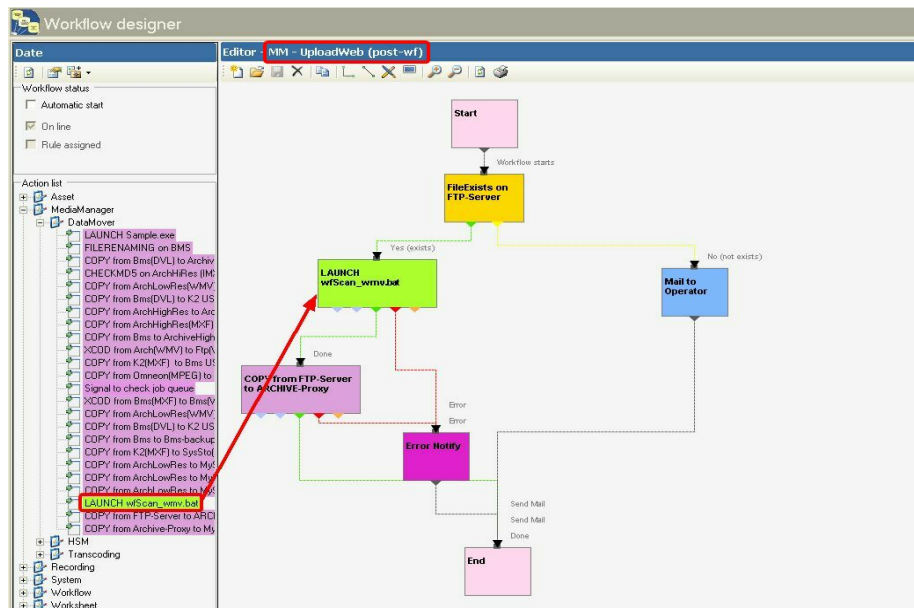 Workflow designer
Date
Workflow status
Automatic start
On line
Rule assigned
Action list
Asset
MediaManager
DataMover
LAUNCH Sample.exe
FILERENAMING on BMS
COPY from Bms(DVL) to Archiv
CHECKMD5 on ArchHiRes (IM
COPY from ArchLowRes(WMV
COPY from Bms(DVL) to K2 US
COPY from ArchHighRes to Arc
COPY from ArchHighRes(MXF)
COPY from Bms to ArchiveHigh
XCOD from Arch(WMV) to Ftp(
COPY from K2(MXF) to Bms U
COPY from Omneon(MPEG) to
Signal to check job queue
XCOD from Bms(MXF) to Bms(
COPY from ArchLowRes(WMV
COPY from Bms(DVL) to K2 US
COPY from Bms to Bms-backup
COPY from K2(MXF) to SysSto(
COPY from ArchLowRes to My
COPY from ArchLowRes to My
COPY from ArchLowRes to My
LAUNCH wfScan_wmv.bat
COPY from FTP-Server to ARC
COPY from Archive-Proxy to My
HSM
Transcoding
Recording
System
Workflow
Worksheet
Editor - MM - UploadWeb (post-wf)
Start
Workflow starts
FileExists on
FTP-Server
Yes (exists)
No (not exists)
LAUNCH
wfScan_wmv.bat
Mail to
Operator
Done
COPY from FTP-Server
to ARCHIVE-Proxy
Error
Error
Error Notify
Send Mail
Send Mail
Done
End